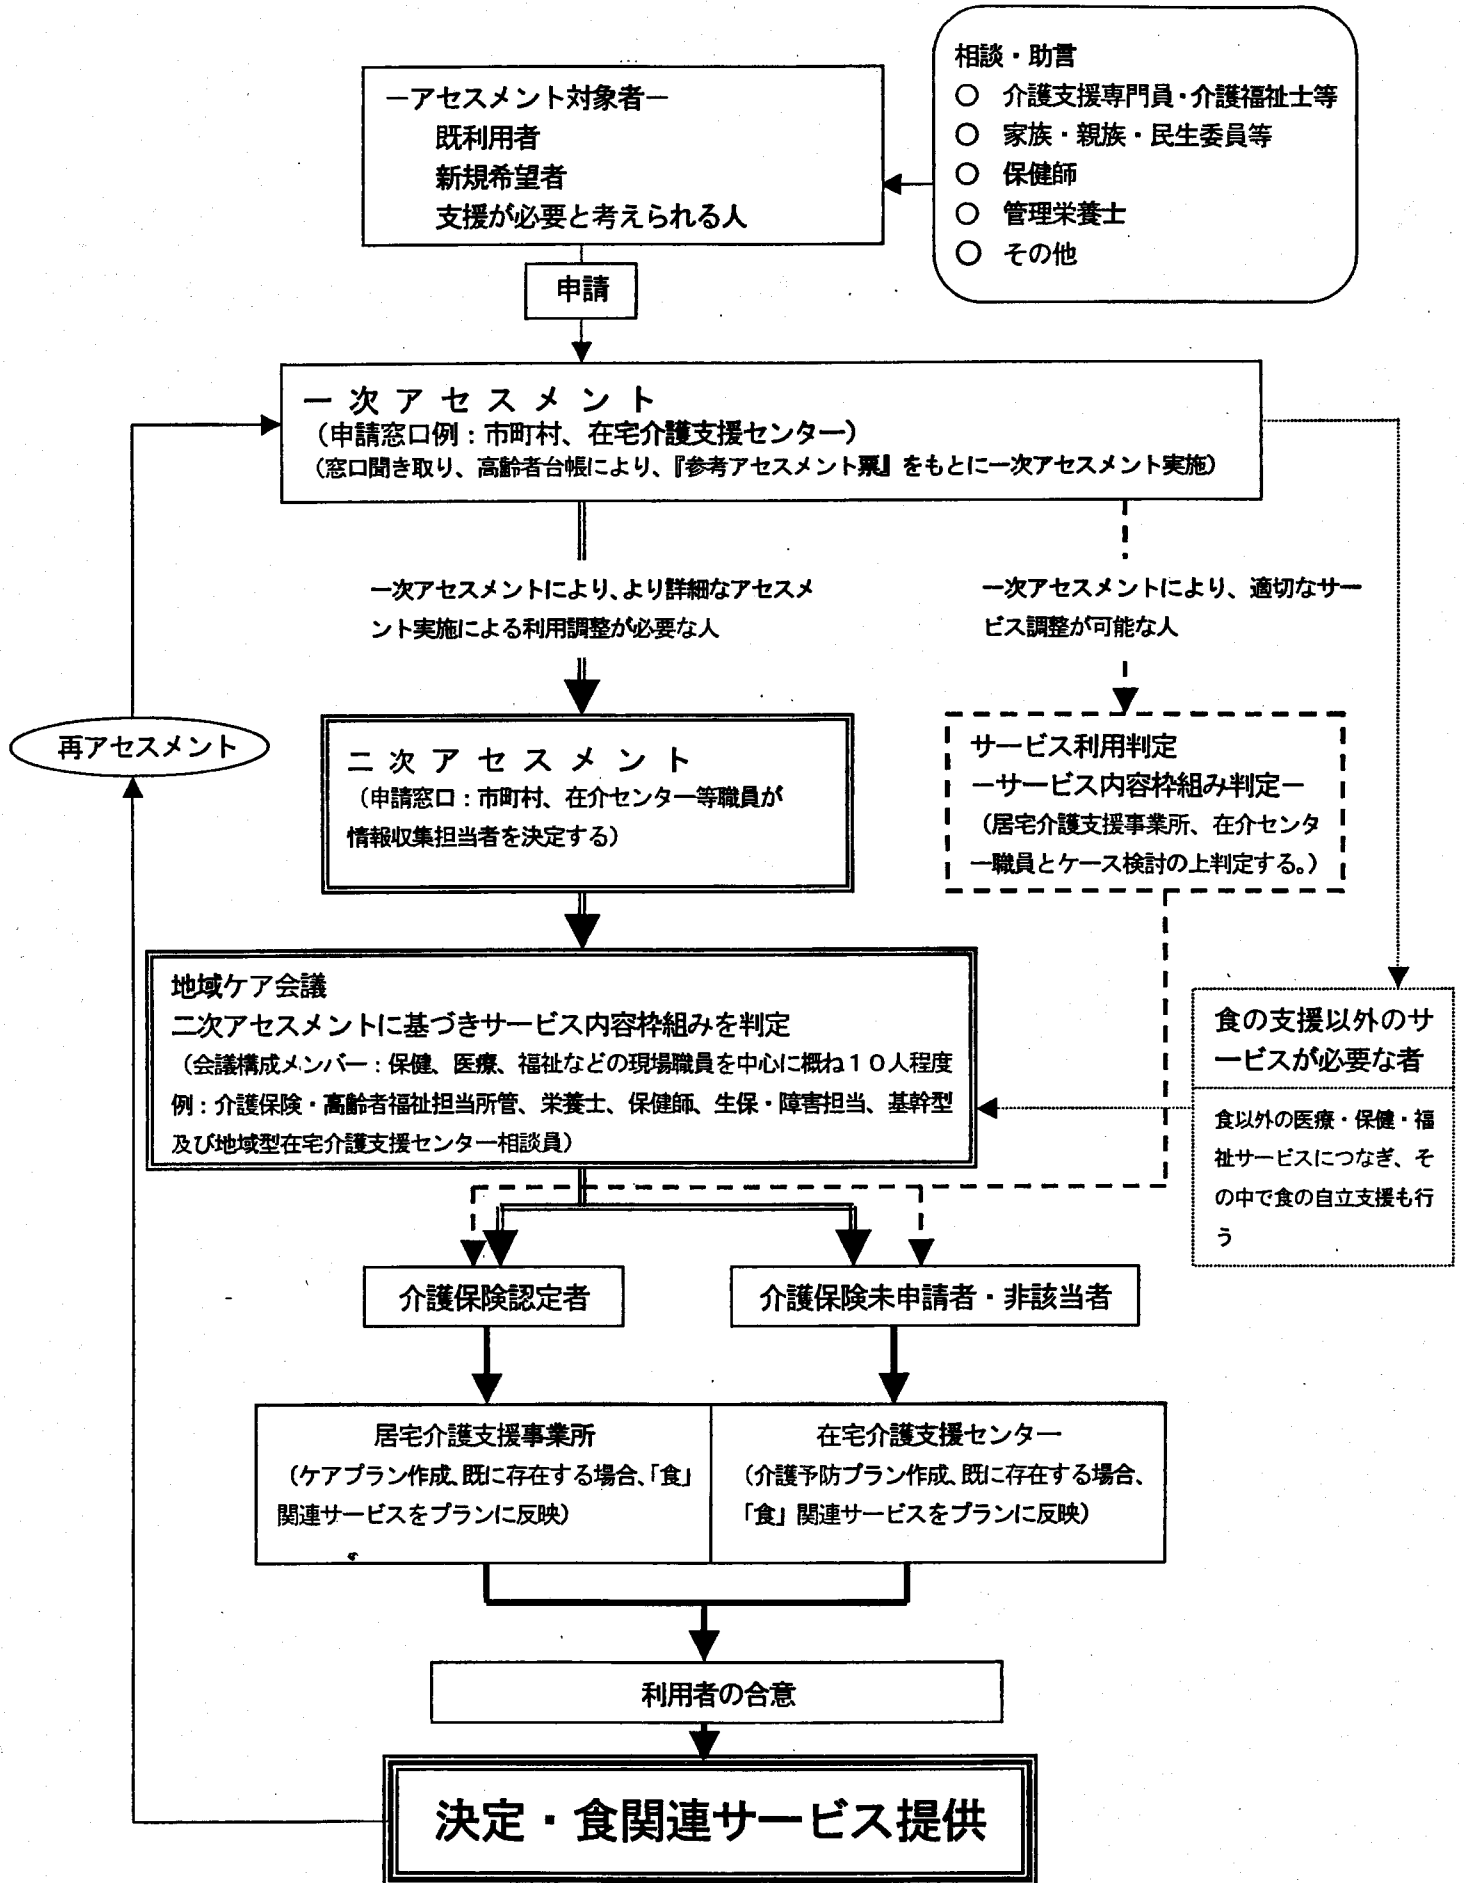 －アセスメント対象者－
既利用者
新規希望者
支援が必要と考えられる人
相談・助言
○ 介護支援専門員・介護福祉士等
○ 家族・親族・民生委員等
○ 保健師
○ 管理栄養士
○ その他
申請
一次アセスメント
（申請窓口例：市町村、在宅介護支援センター）
（窓口聞き取り、高齢者台帳により、『参考アセスメント票』をもとに一次アセスメント実施）
一次アセスメントにより、より詳細なアセスメ
ント実施による利用調整が必要な人
一次アセスメントにより、適切なサー
ビス調整が可能な人
再アセスメント
二次アセスメント
（申請窓口：市町村、在介センター等職員が
情報収集担当者を決定する）
サービス利用判定
－サービス内容枠組み判定－
（居宅介護支援事業所、在介センタ
ー職員とケース検討の上判定する。）
地域ケア会議
二次アセスメントに基づきサービス内容枠組みを判定
（会議構成メンバー：保健、医療、福祉などの現場職員を中心に概ね１０人程度
例：介護保険・高齢者福祉担当所管、栄養士、保健師、生保・障害担当、基幹型
及び地域型在宅介護支援センター相談員）
食の支援以外のサ
ービスが必要な者
食以外の医療・保健・福
祉サービスにつなぎ、そ
の中で食の自立支援も行
う
介護保険認定者
介護保険未申請者・非該当者
居宅介護支援事業所
（ケアプラン作成、既に存在する場合、「食」
関連サービスをプランに反映）
在宅介護支援センター
（介護予防プラン作成、既に存在する場合、
「食」関連サービスをプランに反映）
利用者の合意
決定・食関連サービス提供